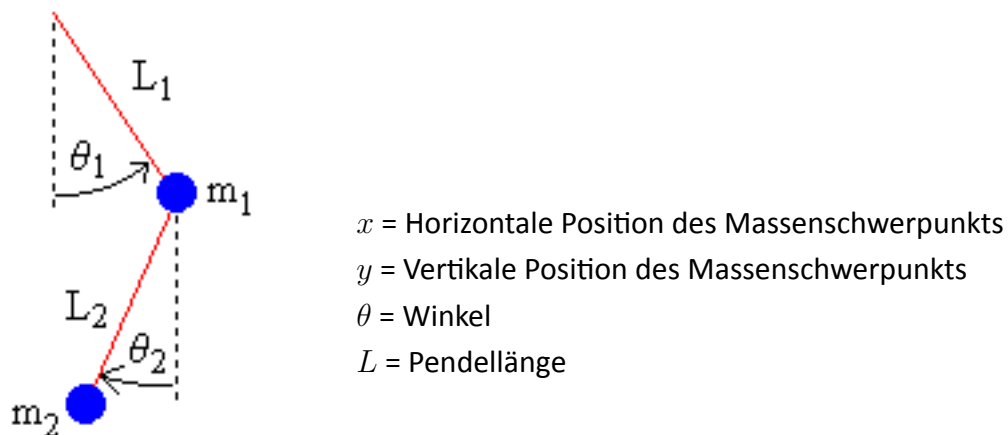 L₁
θ₁
m₁
L₂
θ₂
m₂
x = Horizontale Position des Massenschwerpunkts
y = Vertikale Position des Massenschwerpunkts
θ = Winkel
L = Pendellänge